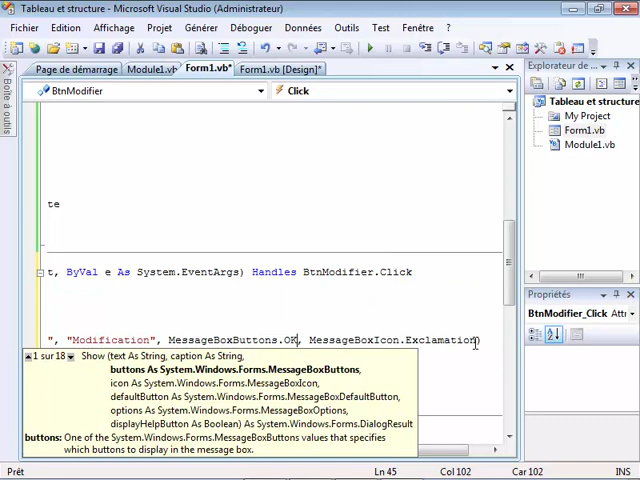 Tableau et structure - Microsoft Visual Studio (Administrateur)
Fichier Edition Affichage Projet Générer Déboguer Données Outils Test Fenêtre ?
Page de démarrage Module1.vb Form1.vb* Form1.vb [Design]*
Explorateur de
BtnModifier Click
Boîte à outils
Tableau et structure
My Project
Form1.vb
Module1.vb
te
t, ByVal e As System.EventArgs) Handles BtnModifier.Click
", "Modification", MessageBoxButtons.OK, MessageBoxIcon.Exclamation)
1 sur 18 Show (text As String, caption As String,
buttons As System.Windows.Forms.MessageBoxButtons,
icon As System.Windows.Forms.MessageBoxIcon,
defaultButton As System.Windows.Forms.MessageBoxDefaultButton,
options As System.Windows.Forms.MessageBoxOptions,
displayHelpButton As Boolean) As System.Windows.Forms.DialogResult
buttons: One of the System.Windows.Forms.MessageBoxButtons values that specifies
which buttons to display in the message box.
Propriétés
BtnModifier_Click Attr
Prêt Ln 45 Col 102 Car 102